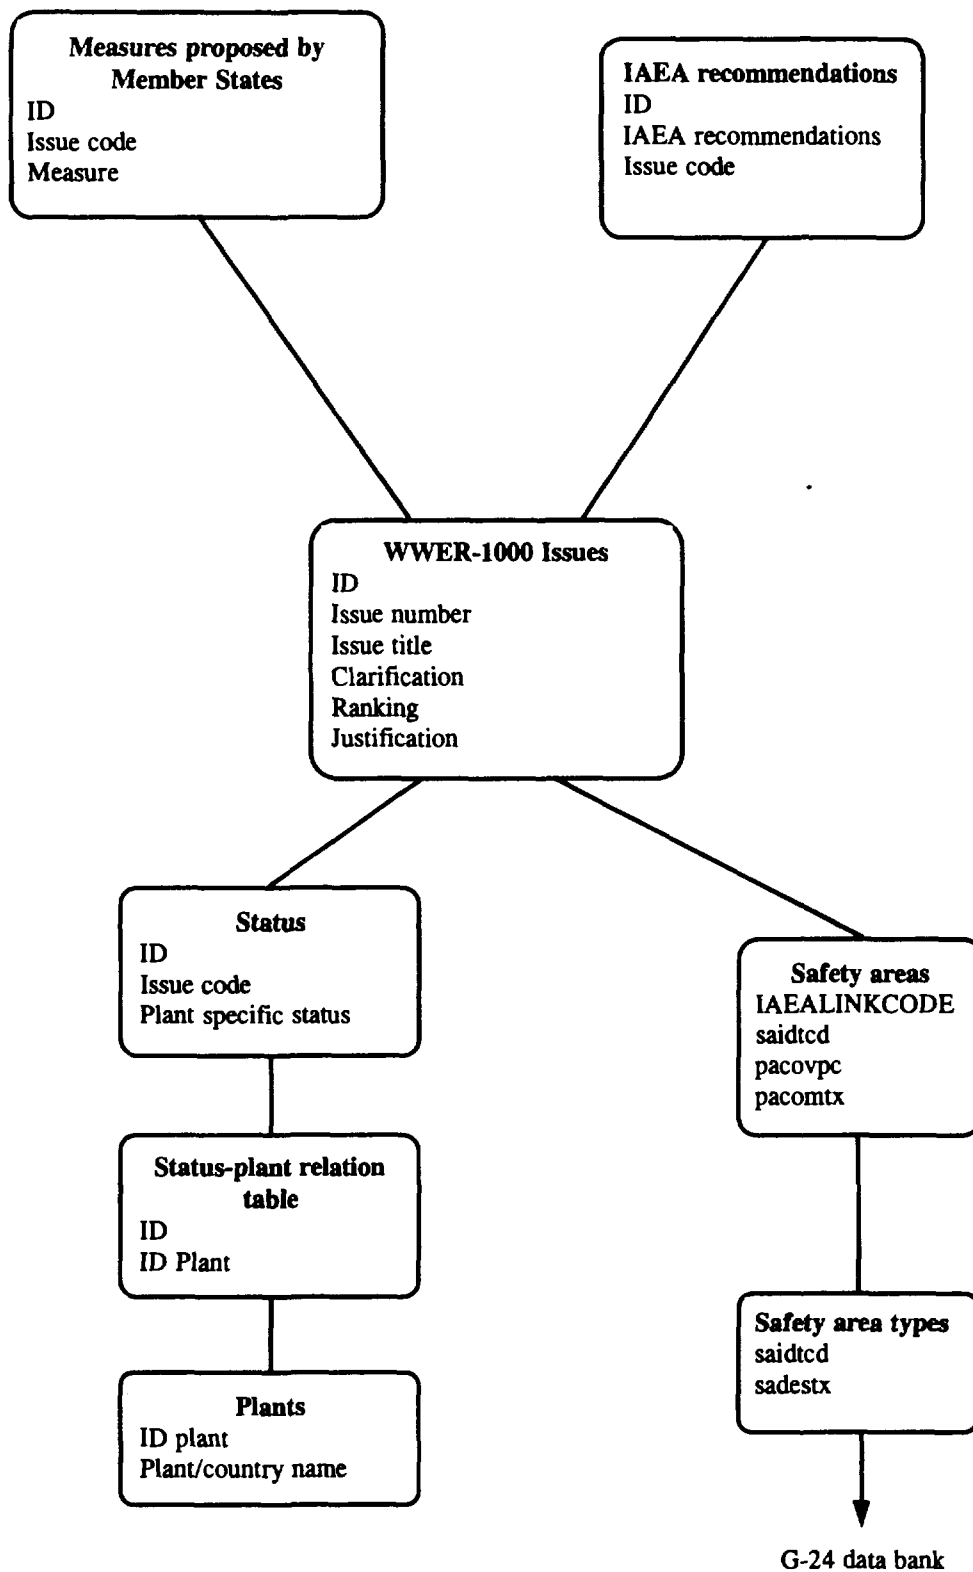 Measures proposed by
Member States
ID
Issue code
Measure
IAEA recommendations
ID
IAEA recommendations
Issue code
WWER-1000 Issues
ID
Issue number
Issue title
Clarification
Ranking
Justification
Status
ID
Issue code
Plant specific status
Safety areas
IAEALINKCODE
saidtcd
pacovpc
pacomtx
Status-plant relation
table
ID
ID Plant
Safety area types
saidtcd
sadestx
Plants
ID plant
Plant/country name
G-24 data bank